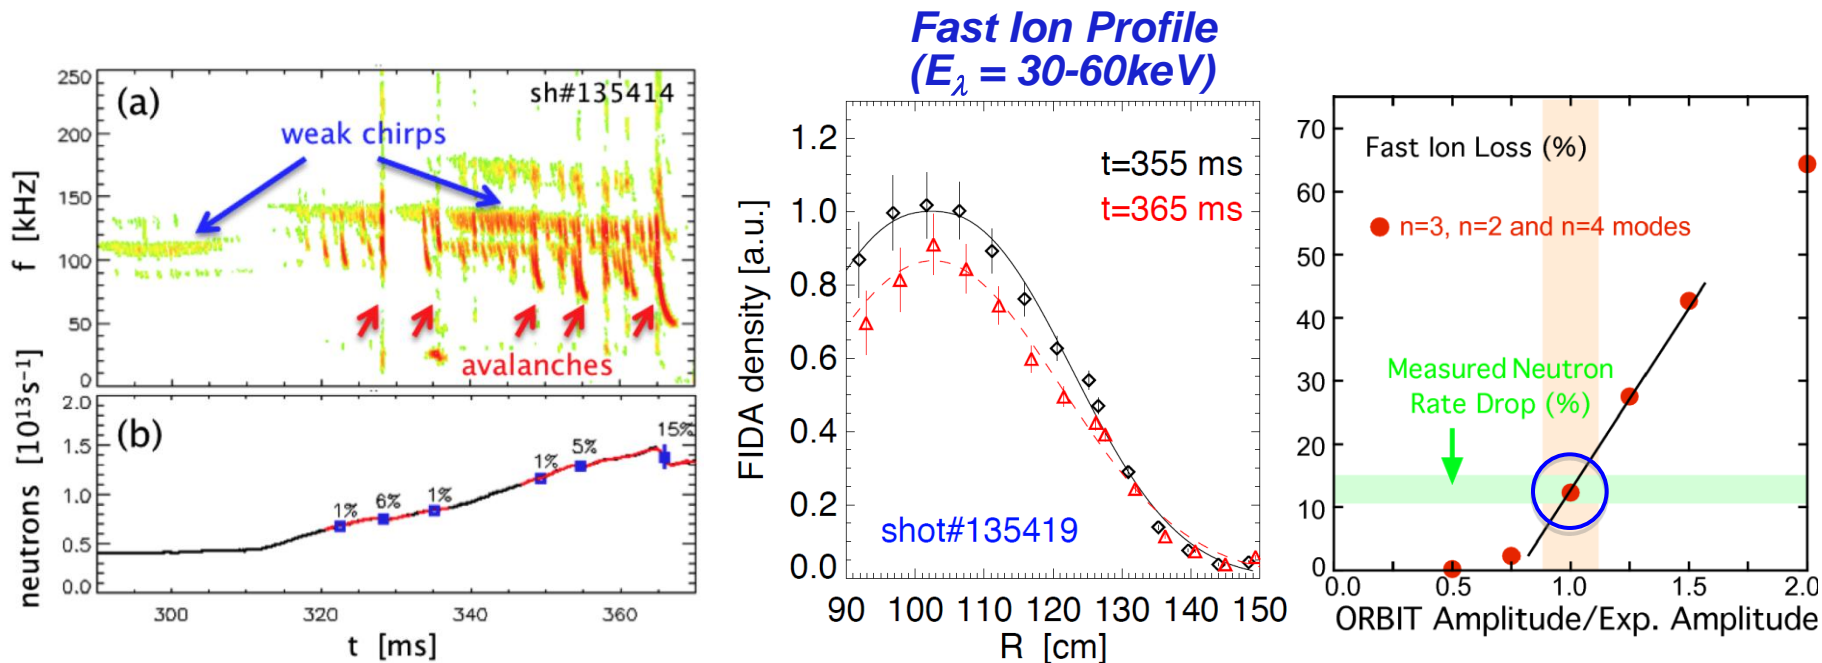 (a)
sh#135414
weak chirps
avalanches
250
200
150
100
50
0
f [kHz]
(b)
2.0
1.5
1.0
0.5
0.0
neutrons [10¹³s⁻¹]
1%
6%
1%
1%
5%
15%
300
320
340
360
t [ms]
Fast Ion Profile
(Eλ = 30-60keV)
t=355 ms
t=365 ms
shot#135419
1.2
1.0
0.8
0.6
0.4
0.2
0.0
FIDA density [a.u.]
90 100 110 120 130 140 150
R [cm]
70
60
50
40
30
20
10
0
Fast Ion Loss (%)
n=3, n=2 and n=4 modes
Measured Neutron
Rate Drop (%)
0.0 0.5 1.0 1.5 2.0
ORBIT Amplitude/Exp. Amplitude